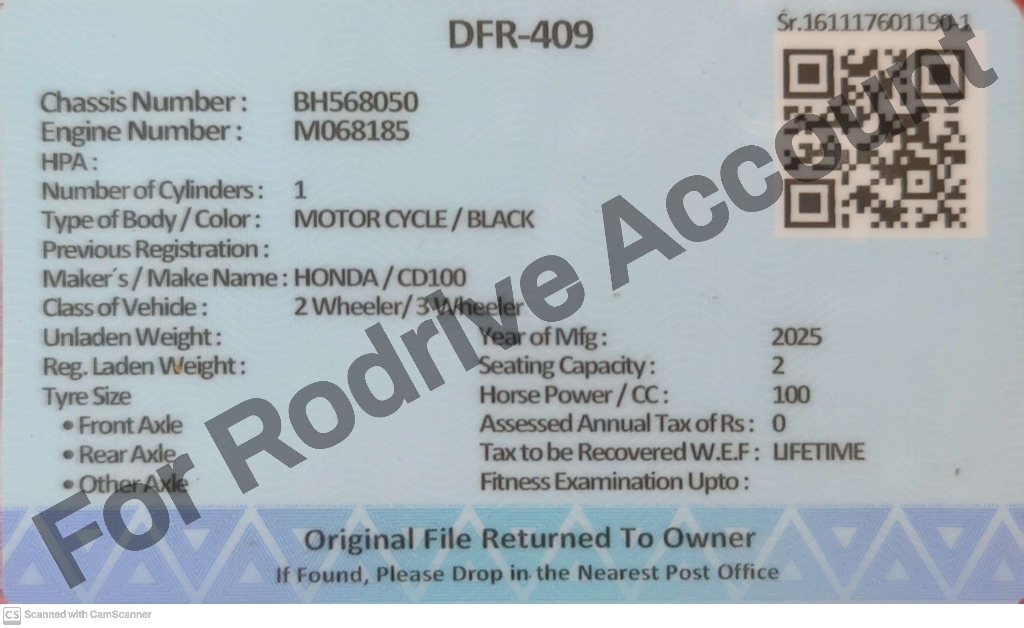 DFR-409
Sr.161117601190-1
Chassis Number : BH568050
Engine Number : M068185
HPA :
Number of Cylinders : 1
Type of Body / Color : MOTOR CYCLE / BLACK
Previous Registration :
Maker´s / Make Name : HONDA / CD100
Class of Vehicle : 2 Wheeler/ 3 Wheeler
Unladen Weight : Year of Mfg : 2025
Reg. Laden Weight : Seating Capacity : 2
Tyre Size Horse Power / CC : 100
• Front Axle Assessed Annual Tax of Rs : 0
• Rear Axle Tax to be Recovered W.E.F : LIFETIME
• Other Axle Fitness Examination Upto :
For Rodrive Account
Original File Returned To Owner
If Found, Please Drop in the Nearest Post Office
CS Scanned with CamScanner